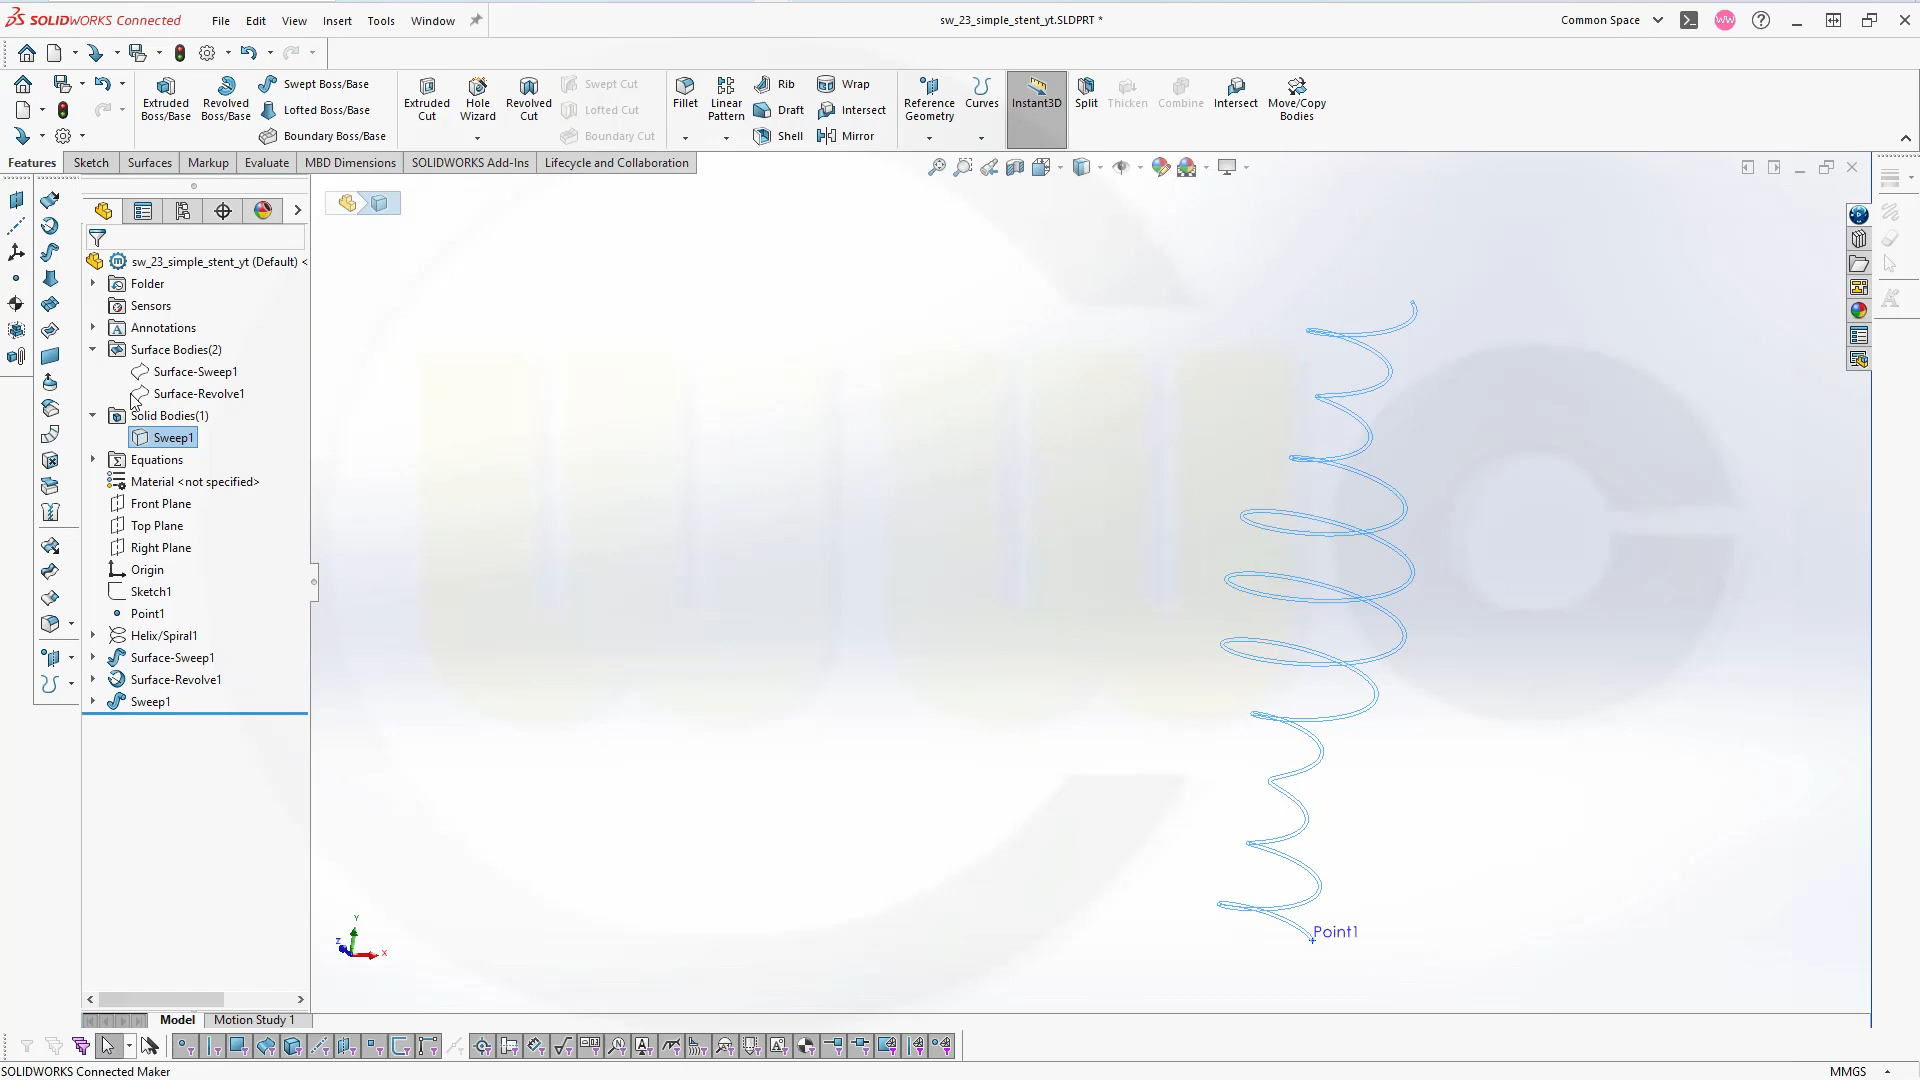 SOLIDWORKS Connected
File Edit View Insert Tools Window
sw_23_simple_stent_yt.SLDPRT *
Common Space
WW
Extruded Boss/Base
Revolved Boss/Base
Swept Boss/Base
Lofted Boss/Base
Boundary Boss/Base
Extruded Cut
Hole Wizard
Revolved Cut
Swept Cut
Lofted Cut
Boundary Cut
Fillet
Linear Pattern
Rib
Draft
Shell
Wrap
Intersect
Mirror
Reference Geometry
Curves
Instant3D
Split
Thicken
Combine
Intersect
Move/Copy Bodies
Features Sketch Surfaces Markup Evaluate MBD Dimensions SOLIDWORKS Add-Ins Lifecycle and Collaboration
sw_23_simple_stent_yt (Default) <
Folder
Sensors
Annotations
Surface Bodies(2)
Surface-Sweep1
Surface-Revolve1
Solid Bodies(1)
Sweep1
Equations
Material <not specified>
Front Plane
Top Plane
Right Plane
Origin
Sketch1
Point1
Helix/Spiral1
Surface-Sweep1
Surface-Revolve1
Sweep1
Point1
Y
Z
X
Model Motion Study 1
SOLIDWORKS Connected Maker
MMGS